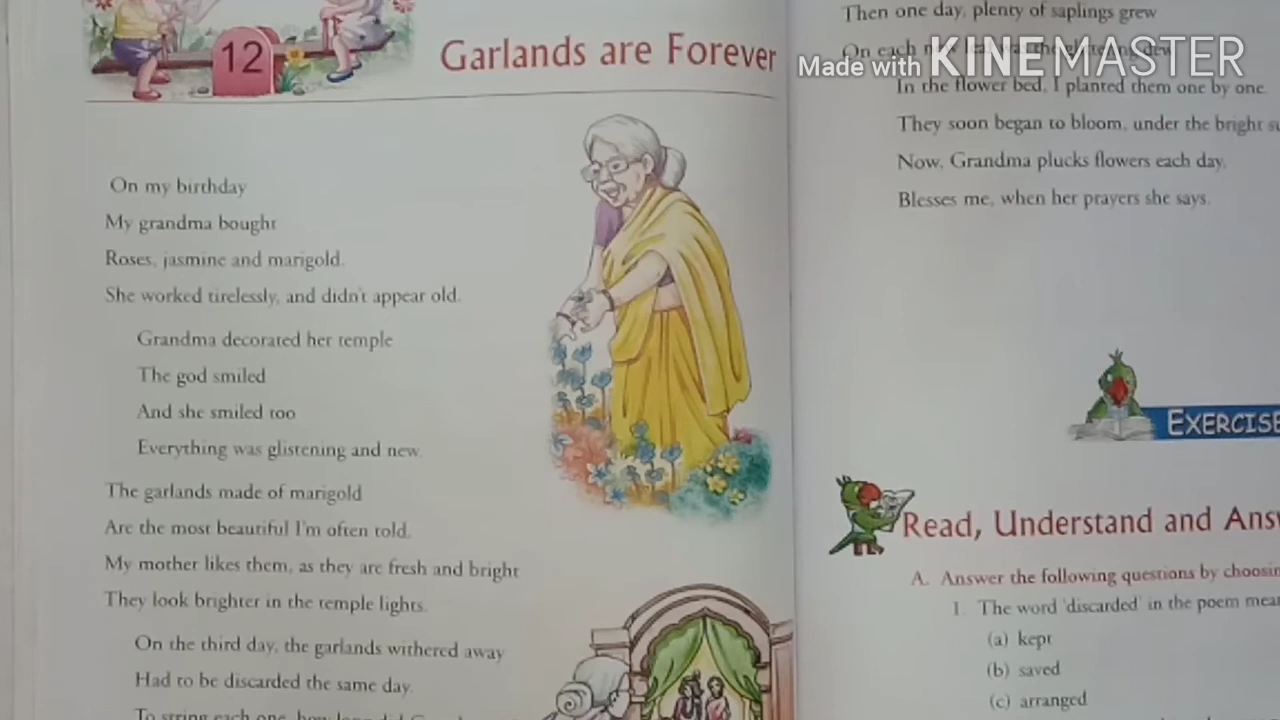 12
Garlands are Forever
On my birthday
My grandma bought
Roses, jasmine and marigold.
She worked tirelessly, and didn't appear old.
Grandma decorated her temple
The god smiled
And she smiled too
Everything was glistening and new.
The garlands made of marigold
Are the most beautiful I'm often told.
My mother likes them, as they are fresh and bright
They look brighter in the temple lights.
On the third day, the garlands withered away
Had to be discarded the same day.
To string each one, how
Then one day, plenty of saplings grew
On each
Made with KINEMASTER
In the flower bed, I planted them one by one.
They soon began to bloom, under the bright
Now, Grandma plucks flowers each day.
Blesses me, when her prayers she says.
EXERCISE
Read, Understand and
A. Answer the following questions by
1. The word 'discarded' in the poem
(a) kept
(b) saved
(c) arranged